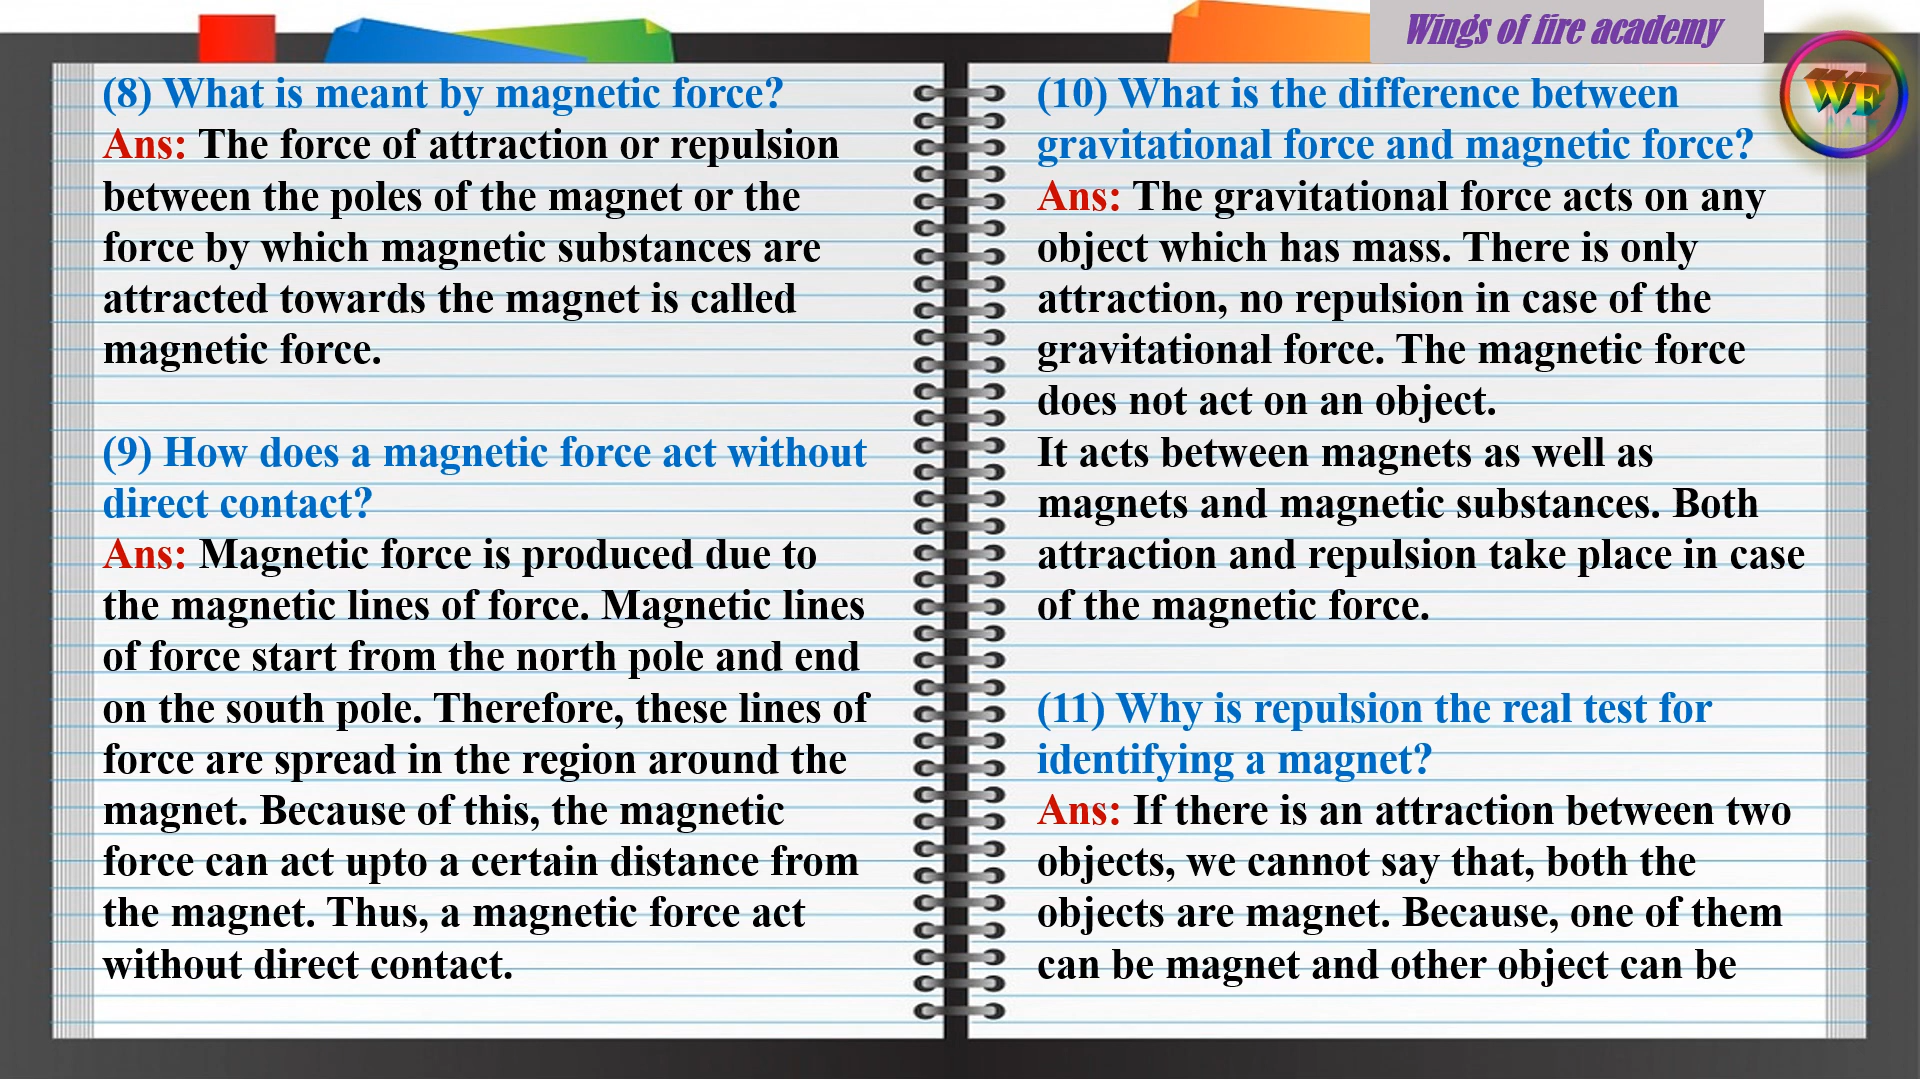 Wings of fire academy
WF
(8) What is meant by magnetic force?
Ans: The force of attraction or repulsion
between the poles of the magnet or the
force by which magnetic substances are
attracted towards the magnet is called
magnetic force.
(9) How does a magnetic force act without
direct contact?
Ans: Magnetic force is produced due to
the magnetic lines of force. Magnetic lines
of force start from the north pole and end
on the south pole. Therefore, these lines of
force are spread in the region around the
magnet. Because of this, the magnetic
force can act upto a certain distance from
the magnet. Thus, a magnetic force act
without direct contact.
(10) What is the difference between
gravitational force and magnetic force?
Ans: The gravitational force acts on any
object which has mass. There is only
attraction, no repulsion in case of the
gravitational force. The magnetic force
does not act on an object.
It acts between magnets as well as
magnets and magnetic substances. Both
attraction and repulsion take place in case
of the magnetic force.
(11) Why is repulsion the real test for
identifying a magnet?
Ans: If there is an attraction between two
objects, we cannot say that, both the
objects are magnet. Because, one of them
can be magnet and other object can be